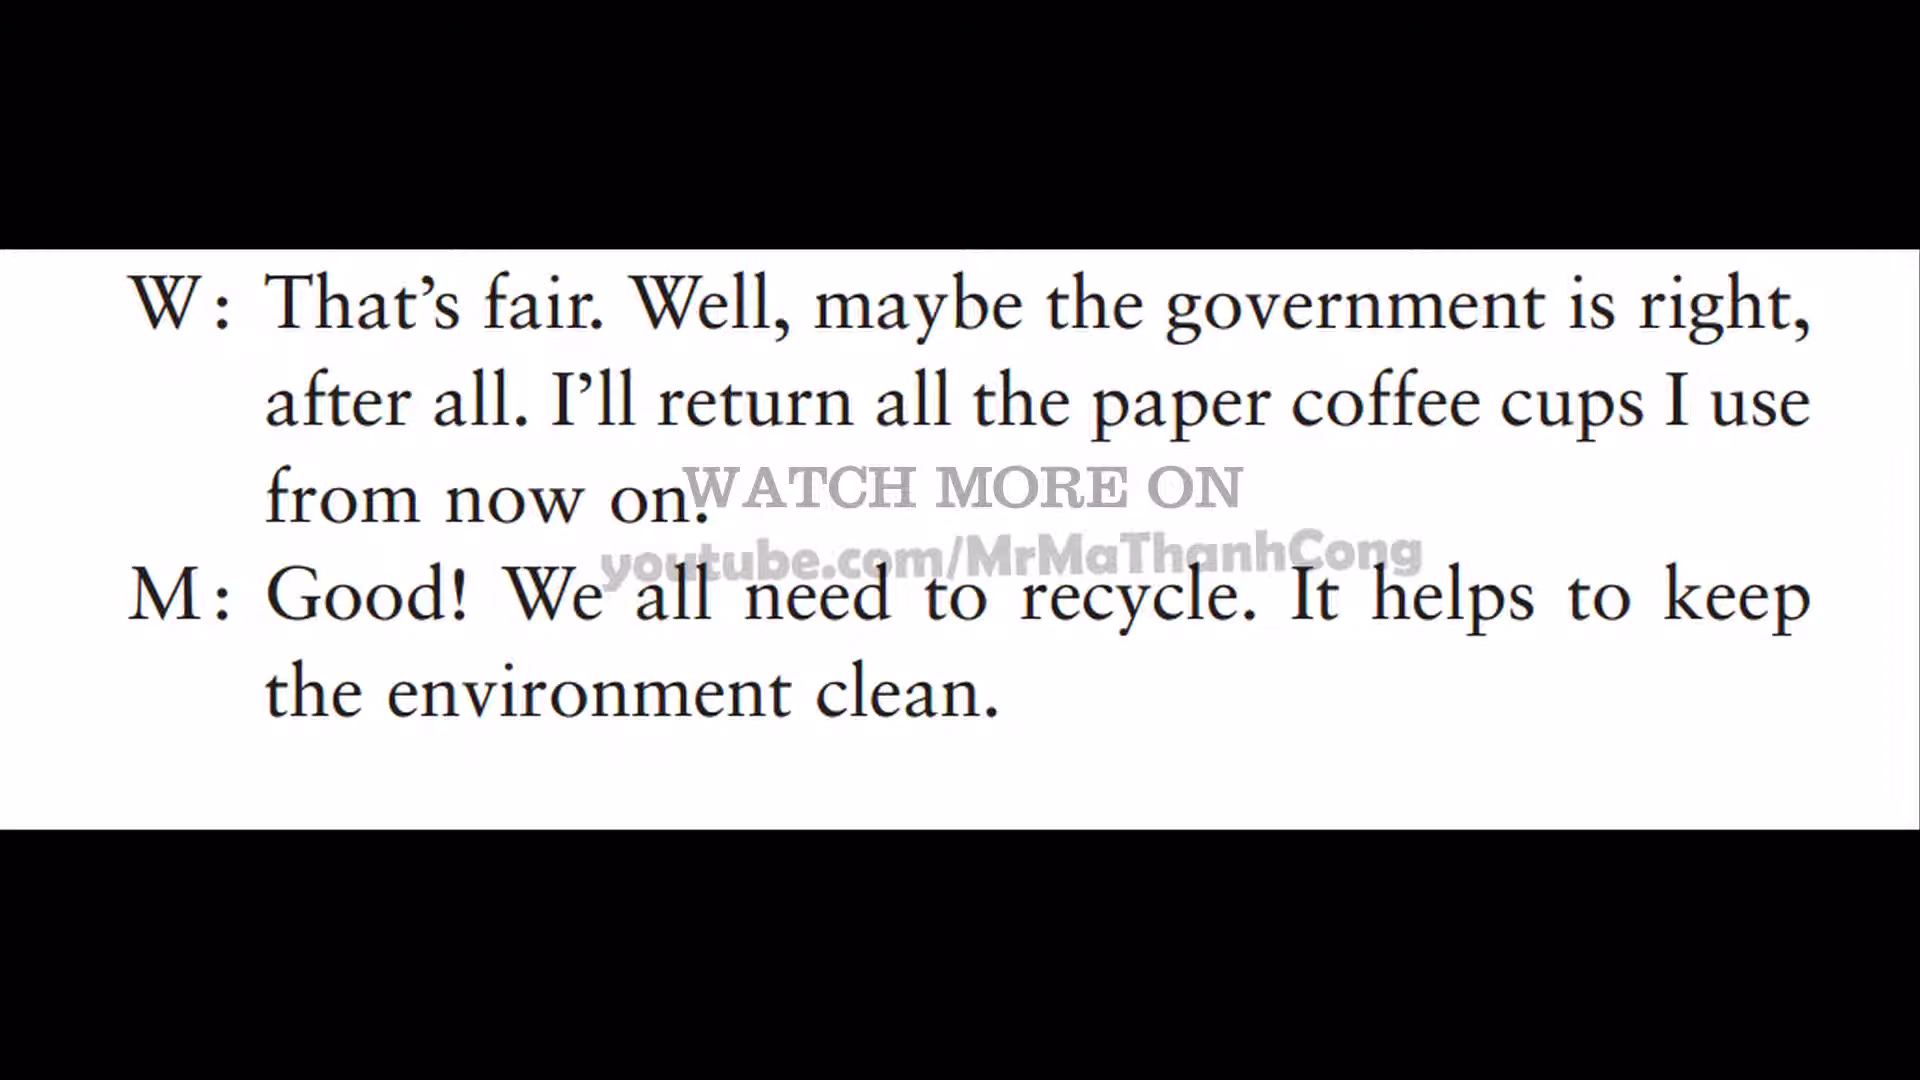 W: That’s fair. Well, maybe the government is right,
after all. I’ll return all the paper coffee cups I use
from now on.
WATCH MORE ON
youtube.com/MrMaThanhCong
M: Good! We all need to recycle. It helps to keep
the environment clean.